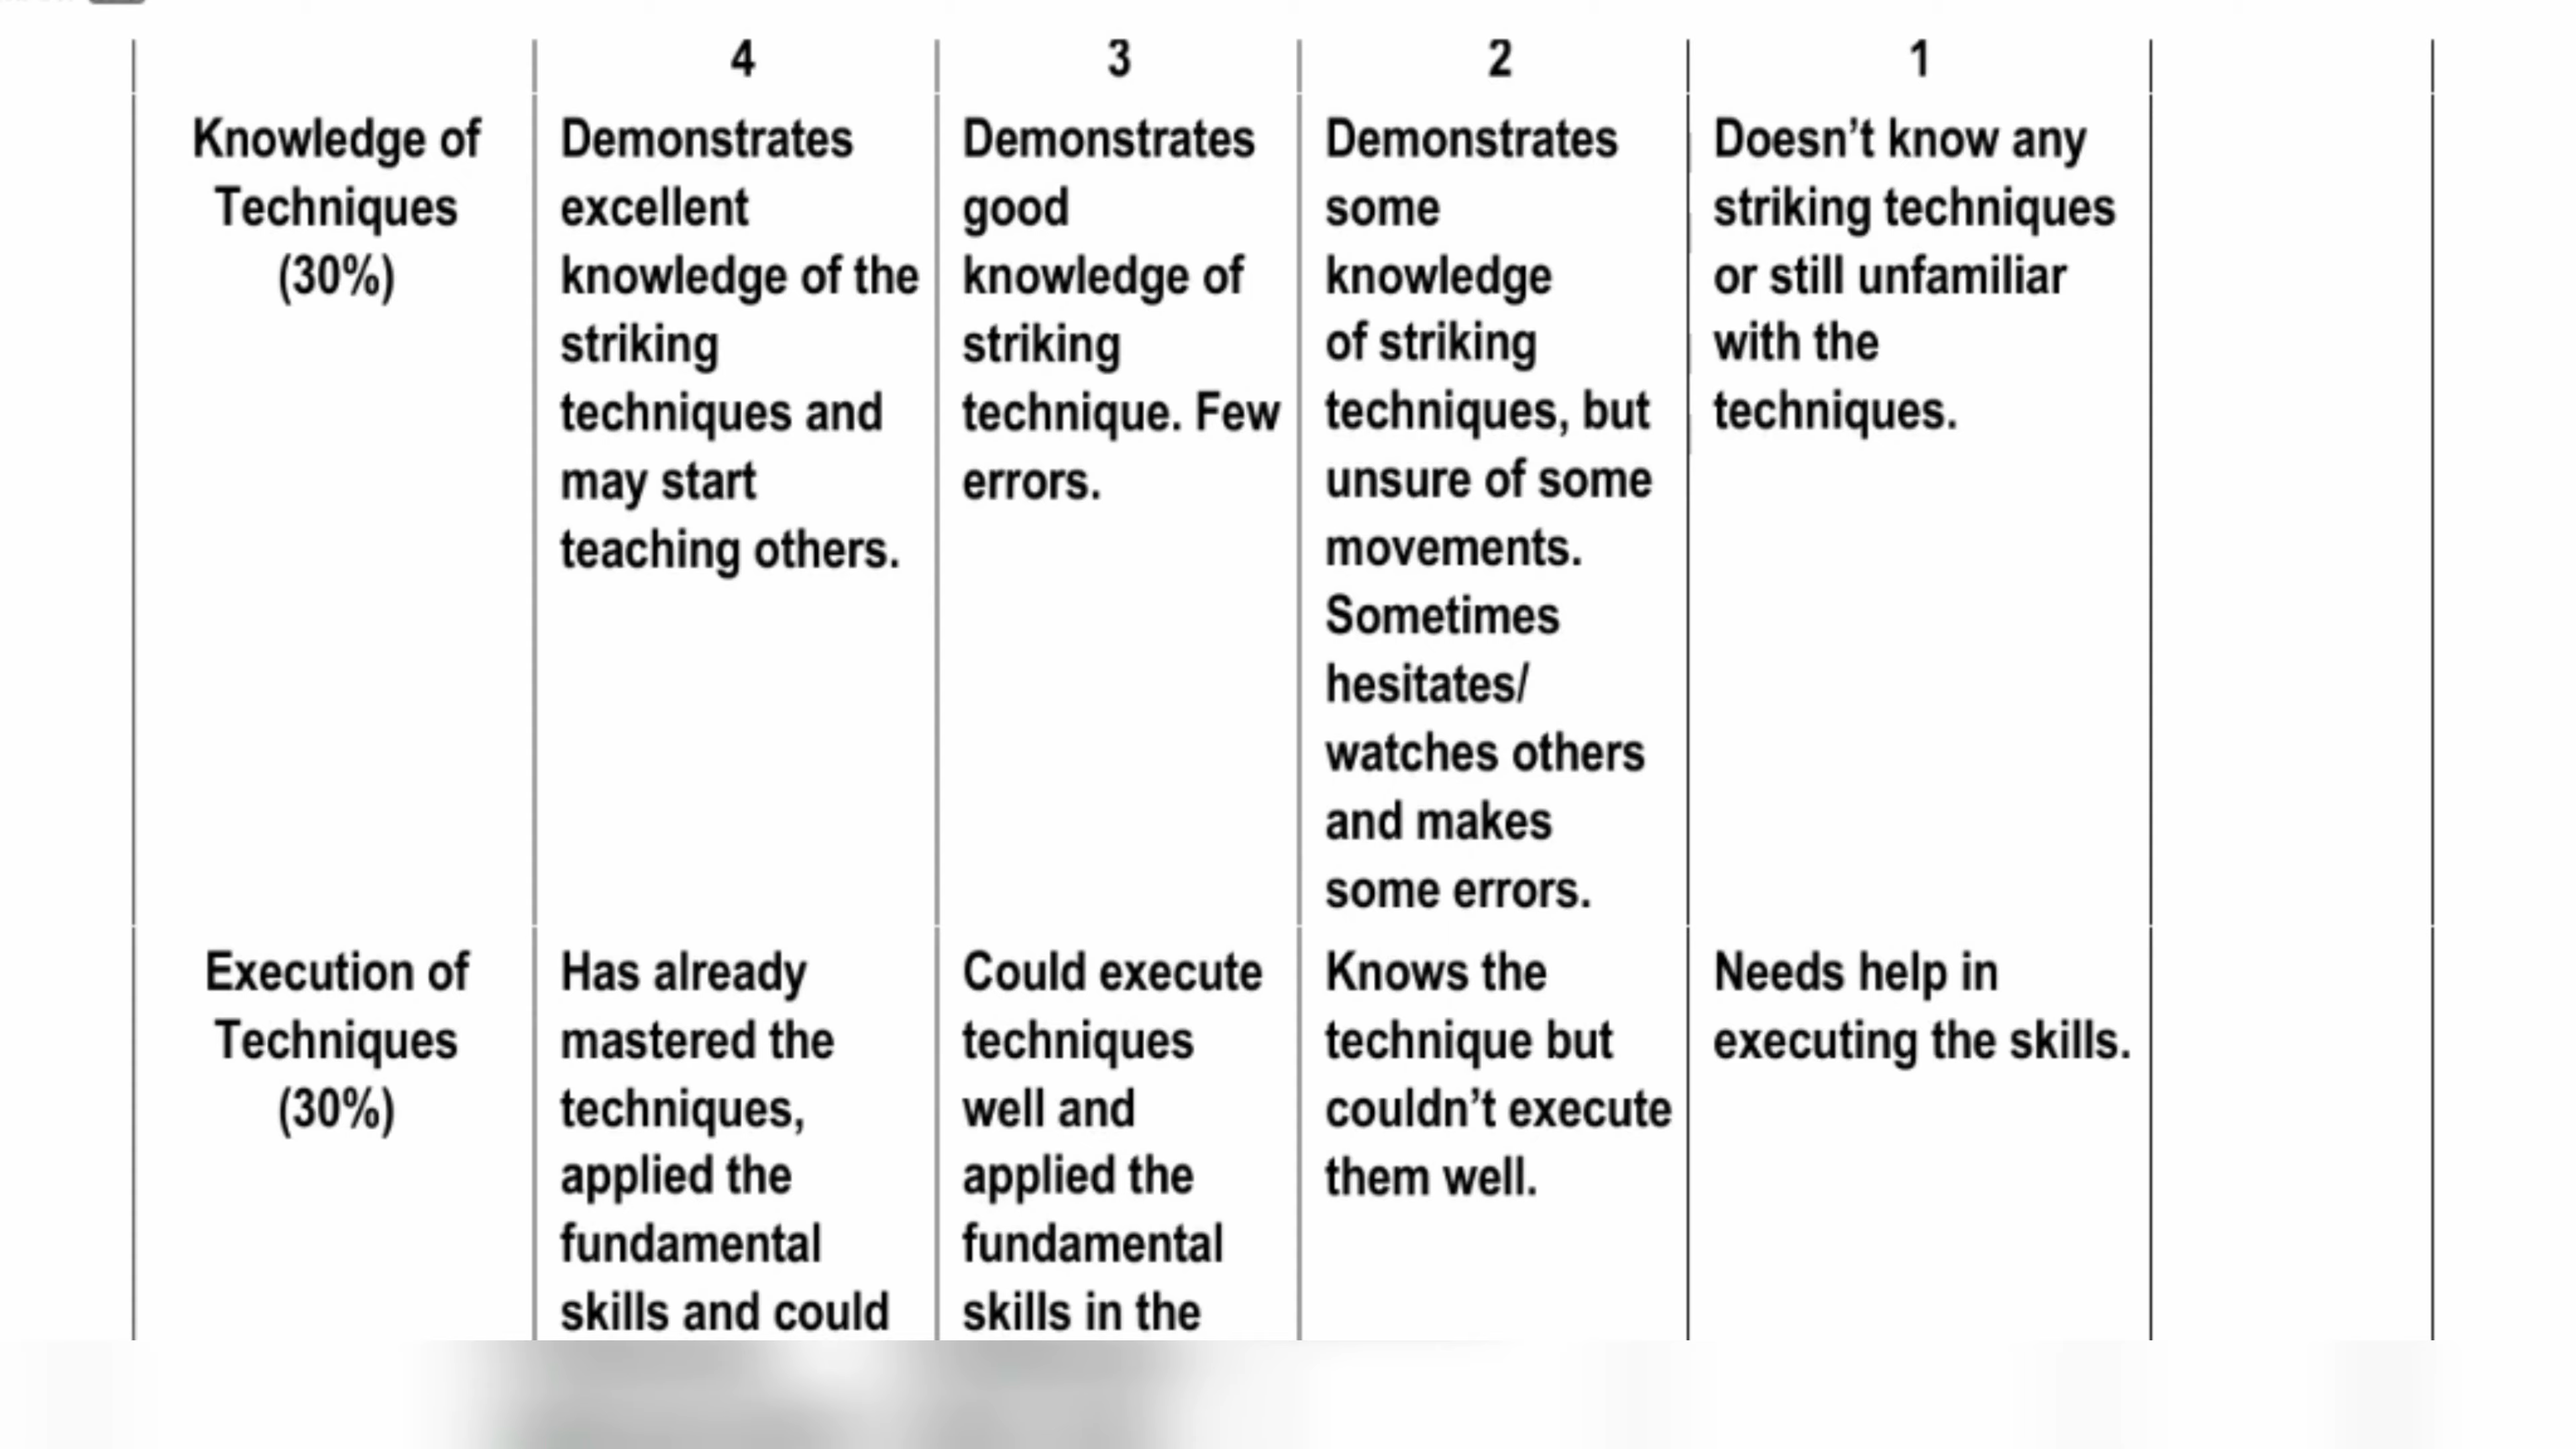 4
3
2
1
Knowledge of
Techniques
(30%)
Demonstrates
excellent
knowledge of the
striking
techniques and
may start
teaching others.
Demonstrates
good
knowledge of
striking
technique. Few
errors.
Demonstrates
some
knowledge
of striking
techniques, but
unsure of some
movements.
Sometimes
hesitates/
watches others
and makes
some errors.
Doesn’t know any
striking techniques
or still unfamiliar
with the
techniques.
Execution of
Techniques
(30%)
Has already
mastered the
techniques,
applied the
fundamental
skills and could
Could execute
techniques
well and
applied the
fundamental
skills in the
Knows the
technique but
couldn’t execute
them well.
Needs help in
executing the skills.